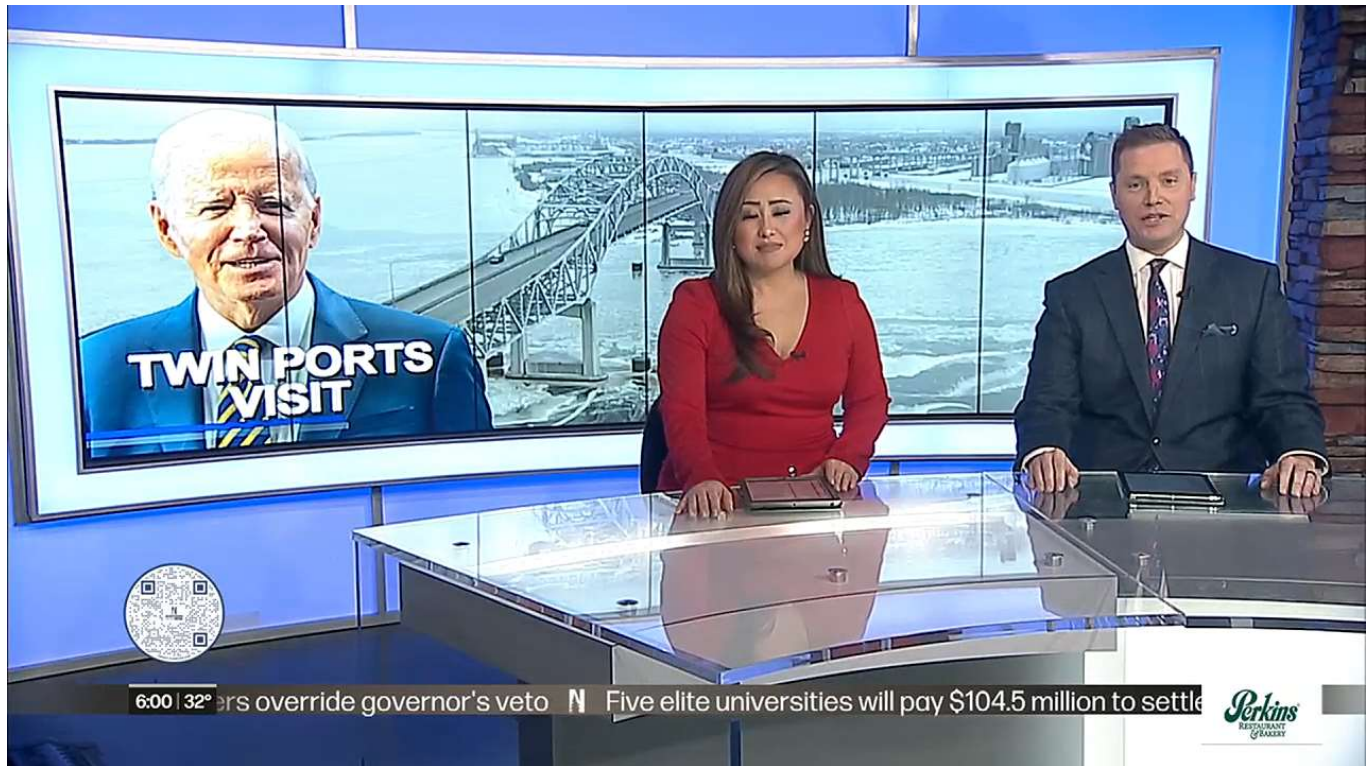 TWIN PORTS
VISIT
N
6:00 | 32° ers override governor's veto N Five elite universities will pay $104.5 million to settle
Perkins
RESTAURANT
& BAKERY